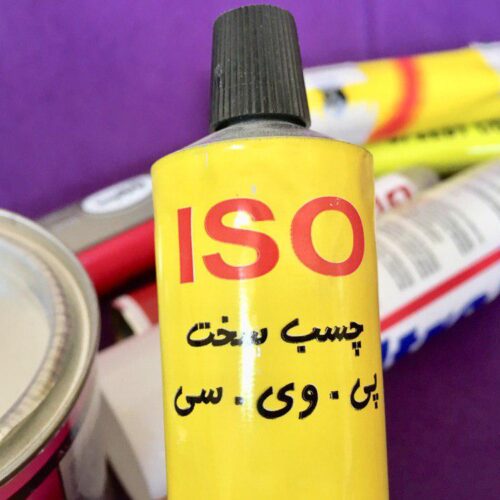 ISO
چسب سخت
پی . وی . سی